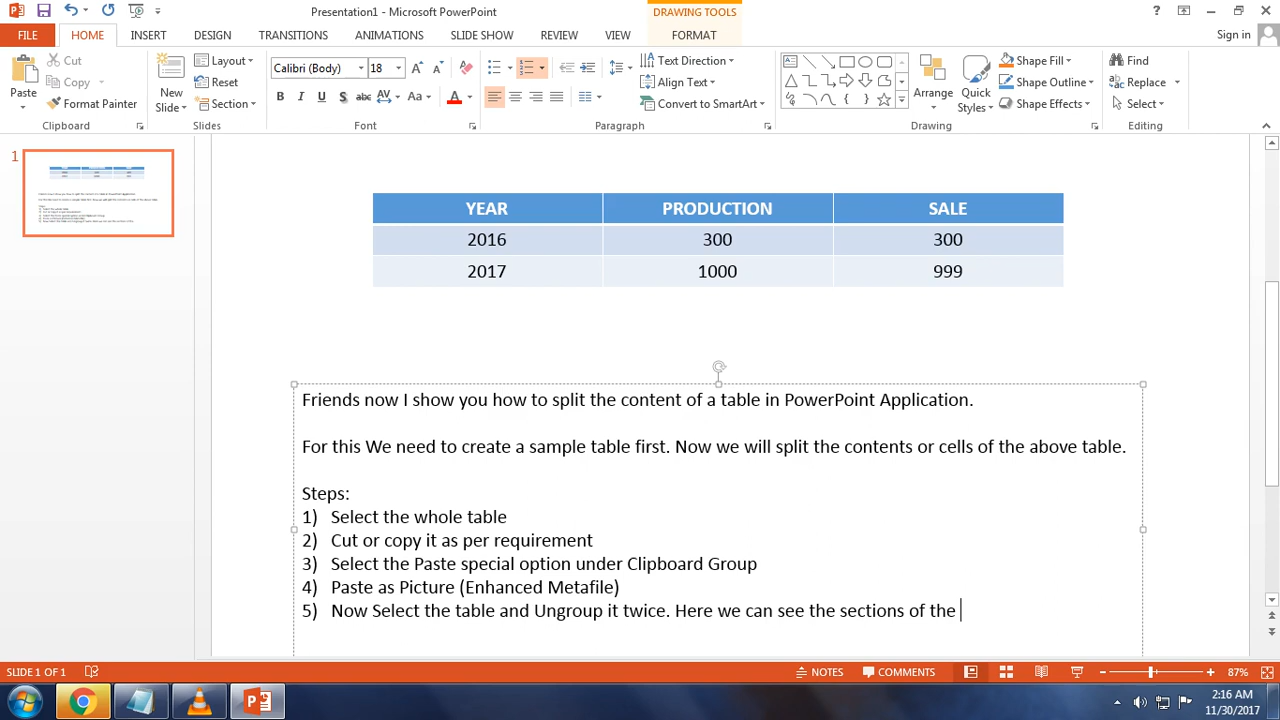 Presentation1 - Microsoft PowerPoint
DRAWING TOOLS
FILE HOME INSERT DESIGN TRANSITIONS ANIMATIONS SLIDE SHOW REVIEW VIEW FORMAT Sign in
Paste
Cut
Copy
Format Painter
Clipboard
New Slide
Layout
Reset
Section
Slides
Calibri (Body) 18
Font
Text Direction
Align Text
Convert to SmartArt
Paragraph
Arrange
Quick Styles
Shape Fill
Shape Outline
Shape Effects
Drawing
Find
Replace
Select
Editing
1
YEAR PRODUCTION SALE
2016 300 300
2017 1000 999
Friends now I show you how to split the content of a table in PowerPoint Application.
For this We need to create a sample table first. Now we will split the contents or cells of the above table.
Steps:
1) Select the whole table
2) Cut or copy it as per requirement
3) Select the Paste special option under Clipboard Group
4) Paste as Picture (Enhanced Metafile)
5) Now Select the table and Ungroup it twice. Here we can see the sections of the
SLIDE 1 OF 1 NOTES COMMENTS 87%
2:16 AM
11/30/2017